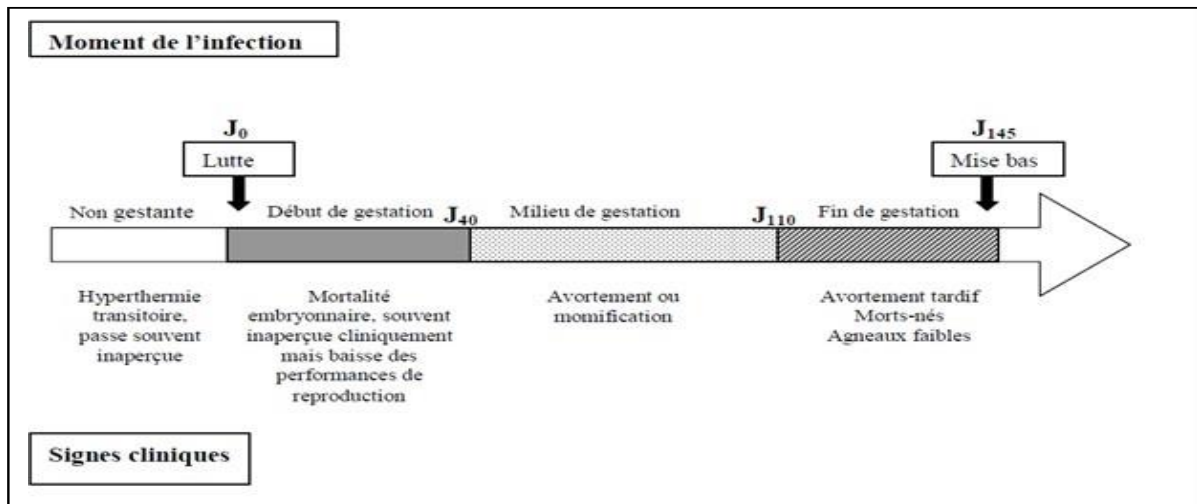 Moment de l'infection
J0
J145
Lutte
Mise bas
Non gestante
Début de gestation
J40
Milieu de gestation
J110
Fin de gestation
Hyperthermie
transitoire,
passe souvent
inaperçue
Mortalité
embryonnaire, souvent
inaperçue cliniquement
mais baisse des
performances de
reproduction
Avortement ou
momification
Avortement tardif
Morts-nés
Agneaux faibles
Signes cliniques